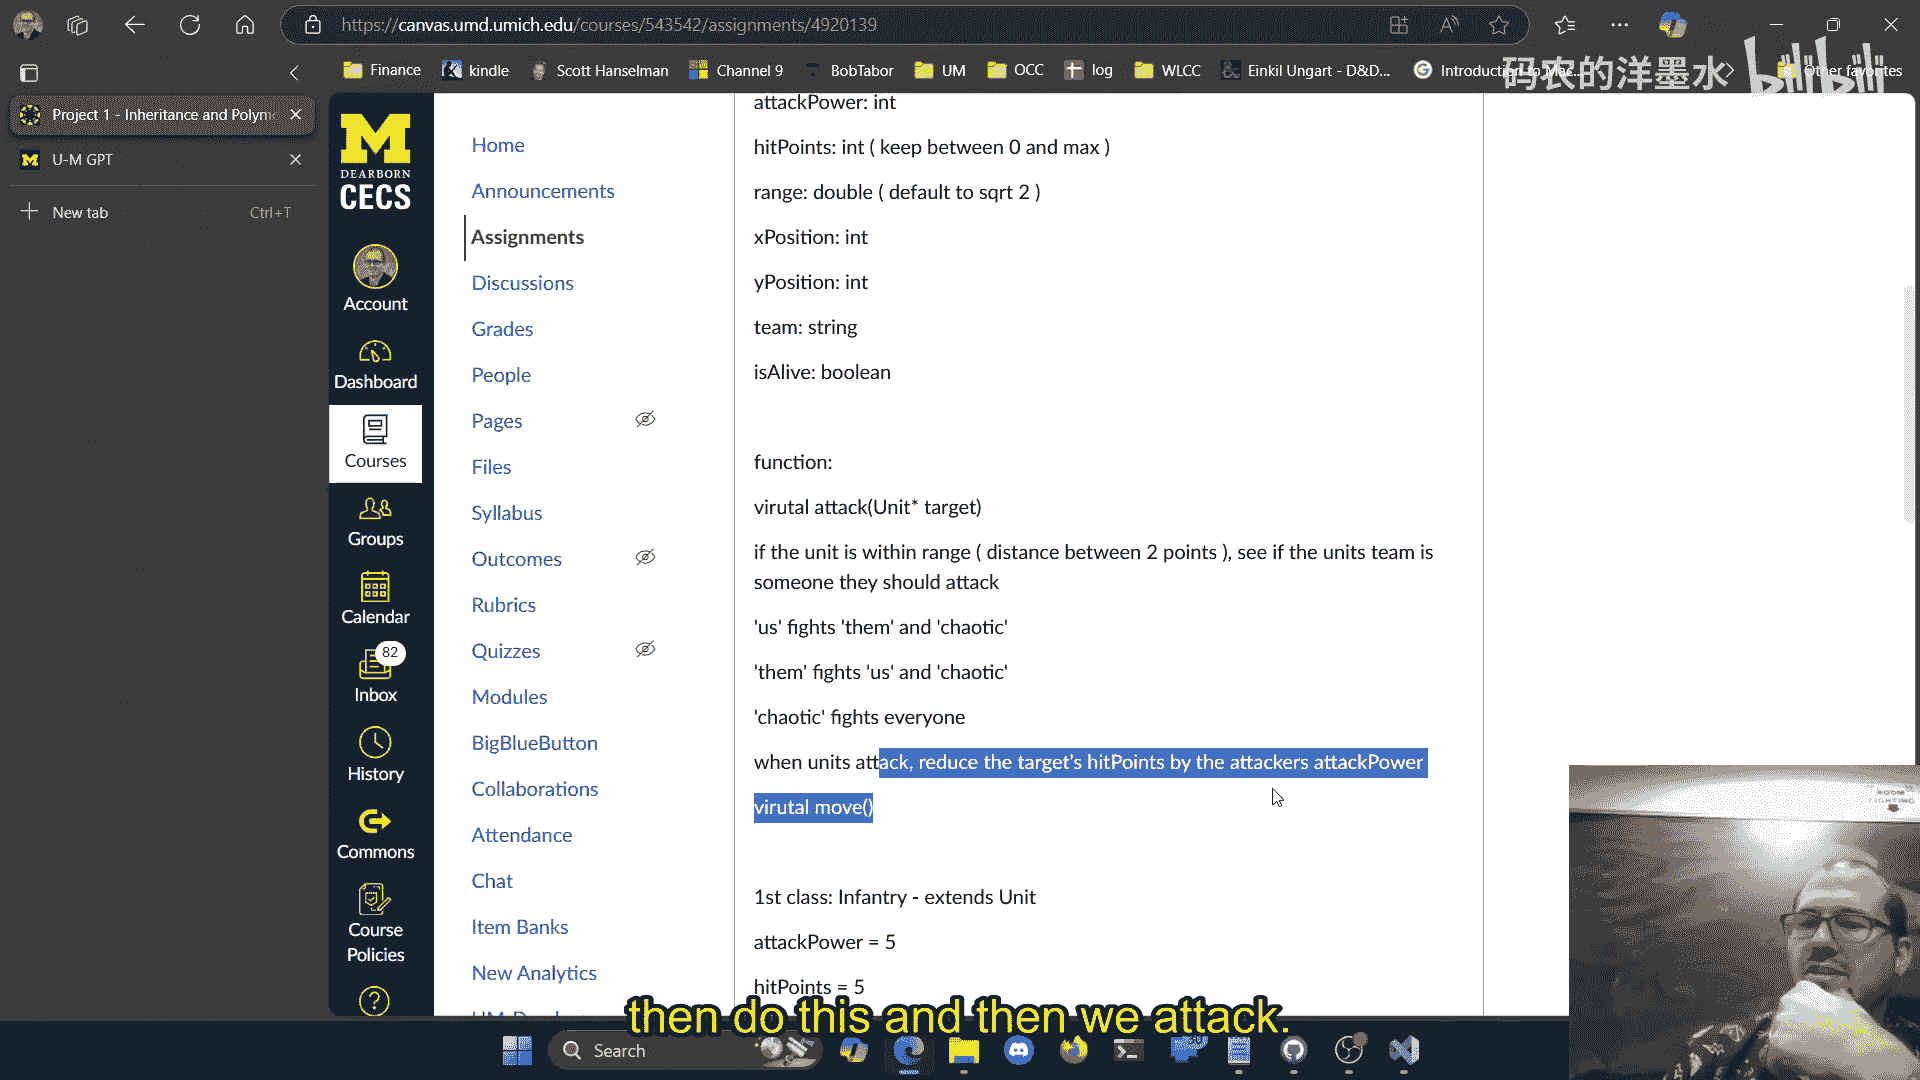 https://canvas.umd.umich.edu/courses/543542/assignments/4920139
Finance
kindle
Scott Hanselman
Channel 9
BobTabor
UM
OCC
log
WLCC
Einkil Ungart - D&D...
Introduction to Mac...
Other favorites
码农的洋墨水
bilibili
Project 1 - Inheritance and Polymo
U-M GPT
New tab
Ctrl+T
M
DEARBORN
CECS
Account
Dashboard
Courses
Groups
Calendar
82
Inbox
History
Commons
Course
Policies
Home
Announcements
Assignments
Discussions
Grades
People
Pages
Files
Syllabus
Outcomes
Rubrics
Quizzes
Modules
BigBlueButton
Collaborations
Attendance
Chat
Item Banks
New Analytics
attackPower: int
hitPoints: int ( keep between 0 and max )
range: double ( default to sqrt 2 )
xPosition: int
yPosition: int
team: string
isAlive: boolean
function:
virutal attack(Unit* target)
if the unit is within range ( distance between 2 points ), see if the units team is
someone they should attack
'us' fights 'them' and 'chaotic'
'them' fights 'us' and 'chaotic'
'chaotic' fights everyone
when units attack, reduce the target's hitPoints by the attackers attackPower
virutal move()
1st class: Infantry - extends Unit
attackPower = 5
hitPoints = 5
ROOM
LIGHTING
then do this and then we attack.
Search